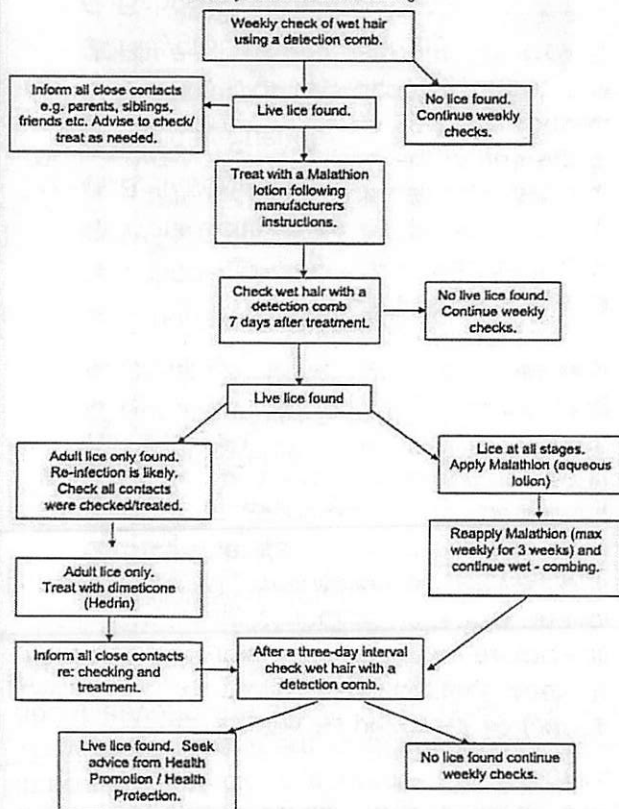 Weekly check of wet hair
using a detection comb.
Inform all close contacts
e.g. parents, siblings,
friends etc. Advise to check/
treat as needed.
Live lice found.
No lice found.
Continue weekly
checks.
Treat with a Malathion
lotion following
manufacturers
instructions.
Check wet hair with a
detection comb
7 days after treatment.
No live lice found.
Continue weekly
checks.
Live lice found
Adult lice only found.
Re-infection is likely.
Check all contacts
were checked/treated.
Lice at all stages.
Apply Malathion (aqueous
lotion)
Adult lice only.
Treat with dimeticone
(Hedrin)
Reapply Malathion (max
weekly for 3 weeks) and
continue wet - combing.
Inform all close contacts
re: checking and
treatment.
After a three-day interval
check wet hair with a
detection comb.
Live lice found. Seek
advice from Health
Promotion / Health
Protection.
No lice found continue
weekly checks.